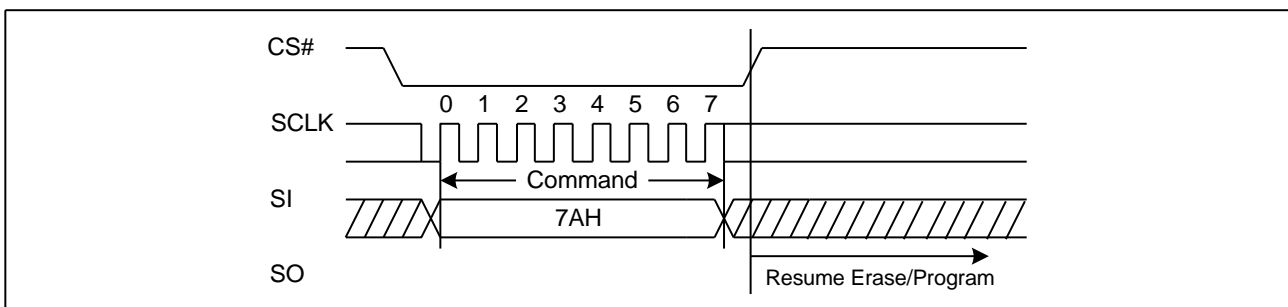 CS#
0 1 2 3 4 5 6 7
SCLK
Command
SI
7AH
SO
Resume Erase/Program